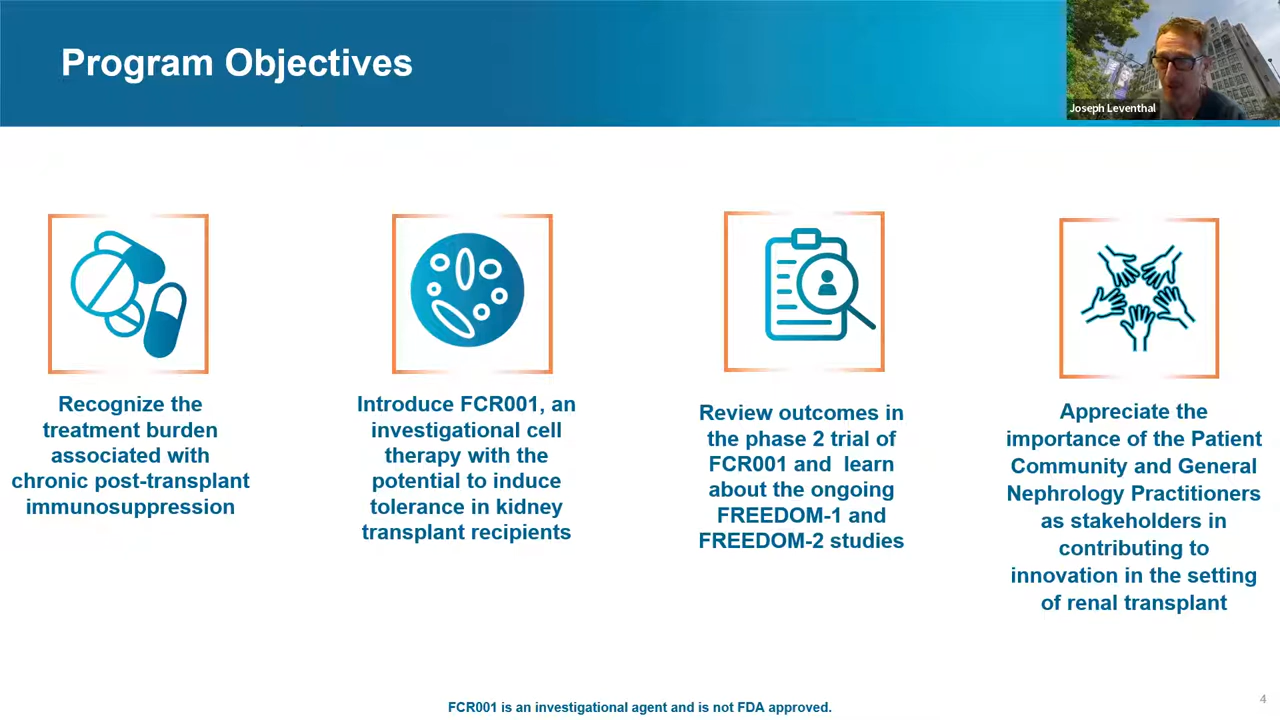 Program Objectives
Joseph Leventhal
Recognize the
treatment burden
associated with
chronic post-transplant
immunosuppression
Introduce FCR001, an
investigational cell
therapy with the
potential to induce
tolerance in kidney
transplant recipients
Review outcomes in
the phase 2 trial of
FCR001 and learn
about the ongoing
FREEDOM-1 and
FREEDOM-2 studies
Appreciate the
importance of the Patient
Community and General
Nephrology Practitioners
as stakeholders in
contributing to
innovation in the setting
of renal transplant
FCR001 is an investigational agent and is not FDA approved.
4